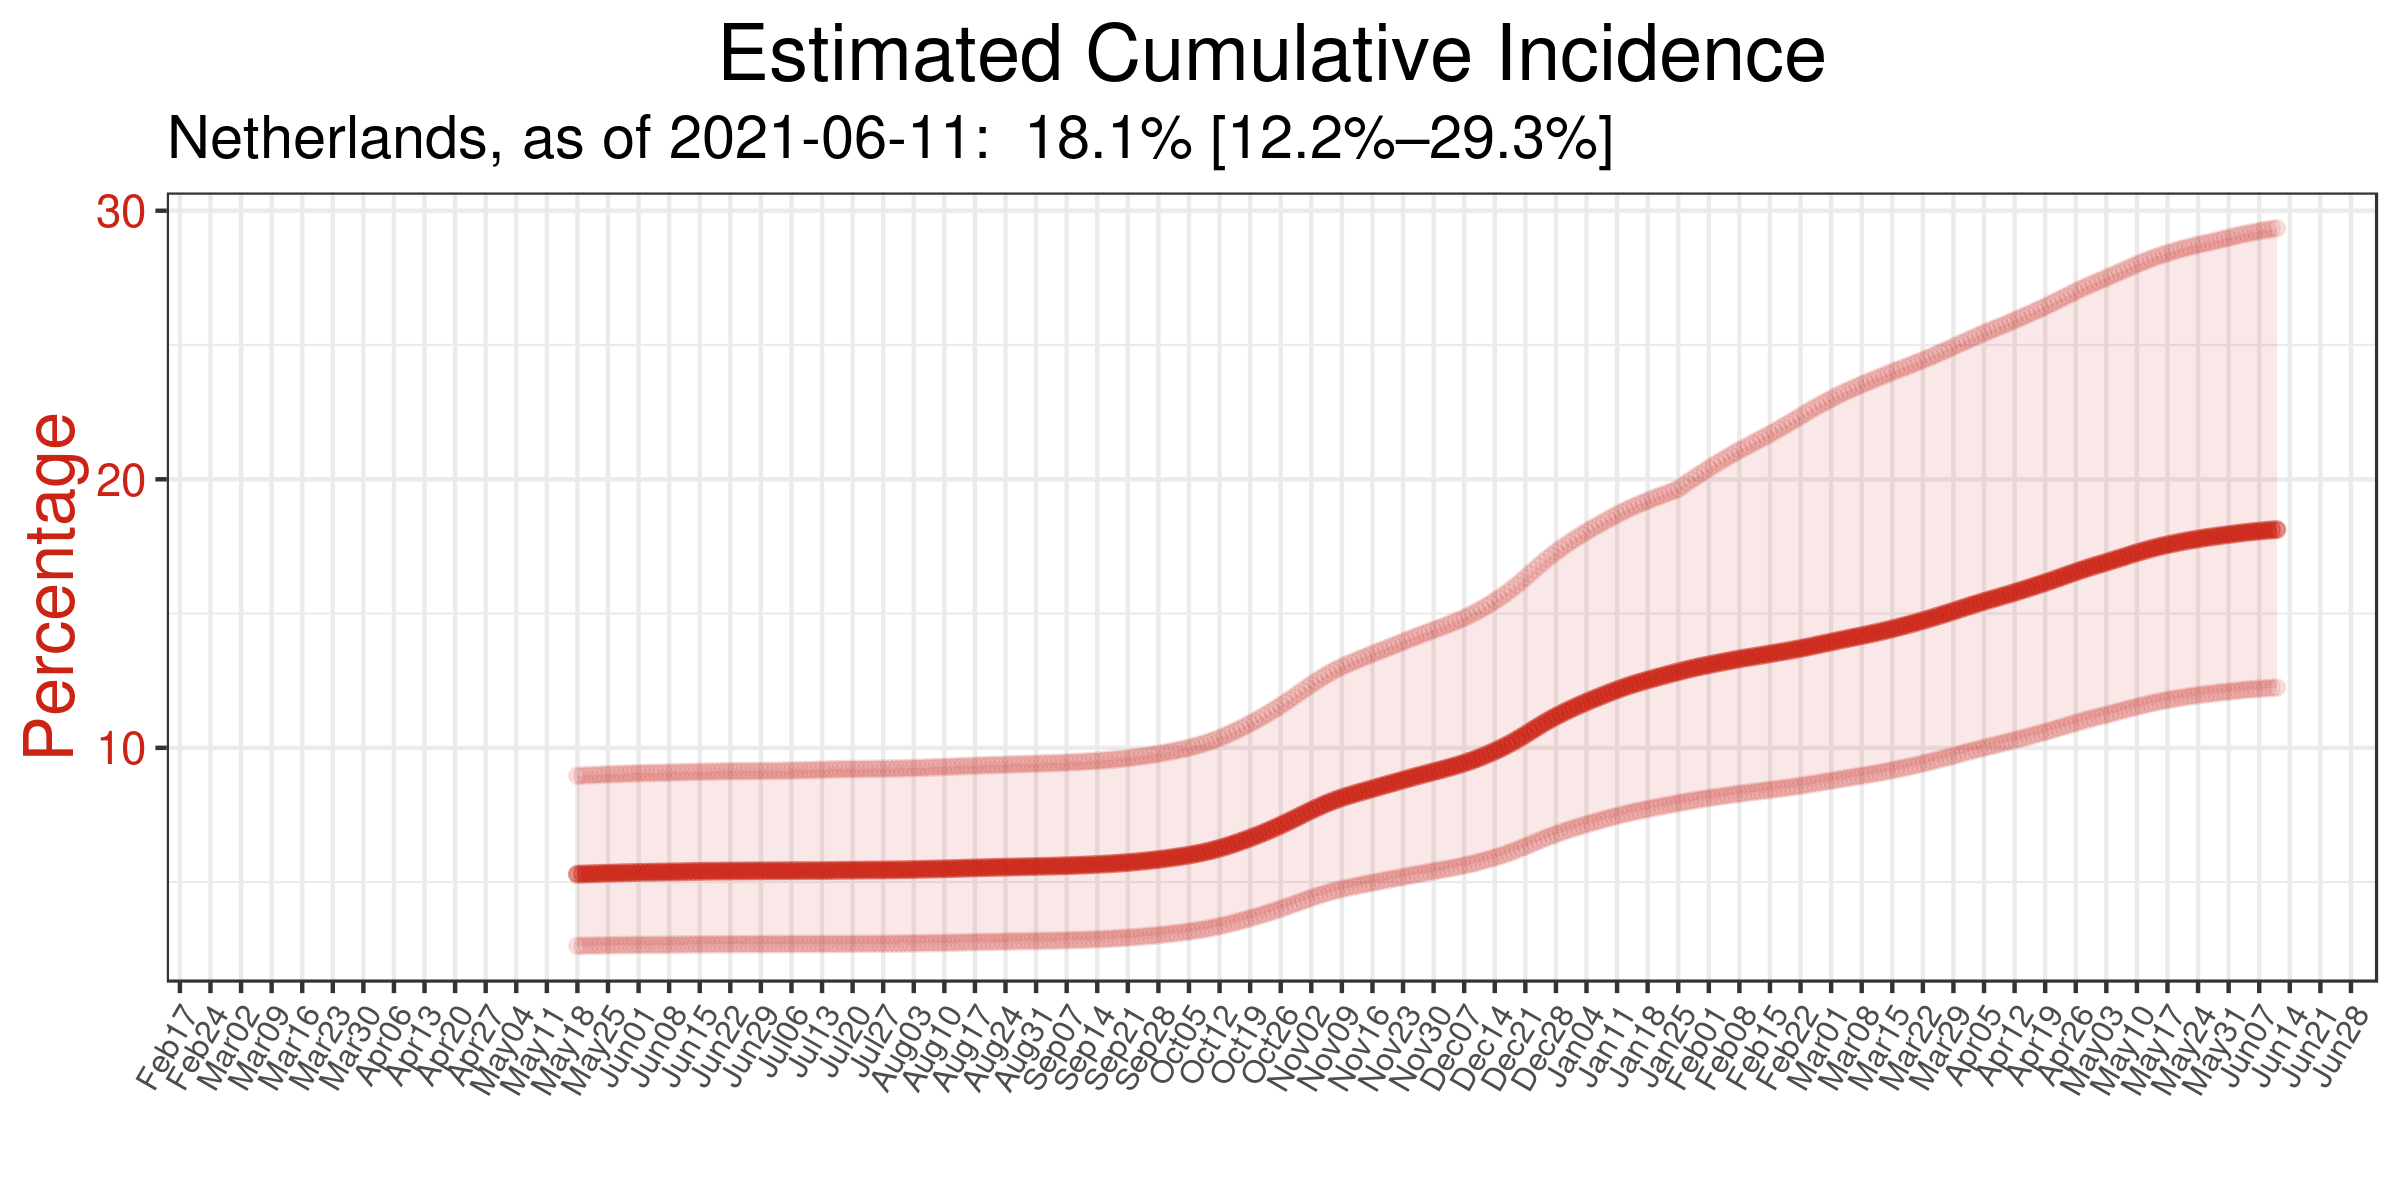 Estimated Cumulative Incidence
Netherlands, as of 2021-06-11:  18.1% [12.2%–29.3%]
Percentage
30
20
10
Feb17
Feb24
Mar02
Mar09
Mar16
Mar23
Mar30
Apr06
Apr13
Apr20
Apr27
May04
May11
May18
May25
Jun01
Jun08
Jun15
Jun22
Jun29
Jul06
Jul13
Jul20
Jul27
Aug03
Aug10
Aug17
Aug24
Aug31
Sep07
Sep14
Sep21
Sep28
Oct05
Oct12
Oct19
Oct26
Nov02
Nov09
Nov16
Nov23
Nov30
Dec07
Dec14
Dec21
Dec28
Jan04
Jan11
Jan18
Jan25
Feb01
Feb08
Feb15
Feb22
Mar01
Mar08
Mar15
Mar22
Mar29
Apr05
Apr12
Apr19
Apr26
May03
May10
May17
May24
May31
Jun07
Jun14
Jun21
Jun28